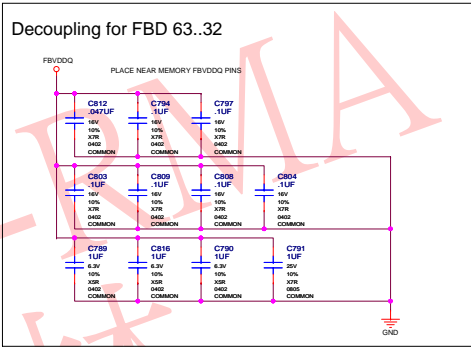 Decoupling for FBD 63..32
FBVDDQ
PLACE NEAR MEMORY FBVDDQ PINS
C812
.047UF
16V
10%
X7R
0402
COMMON
C794
.1UF
16V
10%
X7R
0402
COMMON
C797
.1UF
16V
10%
X7R
0402
COMMON
C803
.1UF
16V
10%
X7R
0402
COMMON
C809
.1UF
16V
10%
X7R
0402
COMMON
C808
.1UF
16V
10%
X7R
0402
COMMON
C804
.1UF
16V
10%
X7R
0402
COMMON
C789
1UF
6.3V
10%
X5R
0402
COMMON
C816
1UF
6.3V
10%
X5R
0402
COMMON
C790
1UF
6.3V
10%
X5R
0402
COMMON
C791
1UF
25V
10%
X7R
0805
COMMON
GND
-RMA